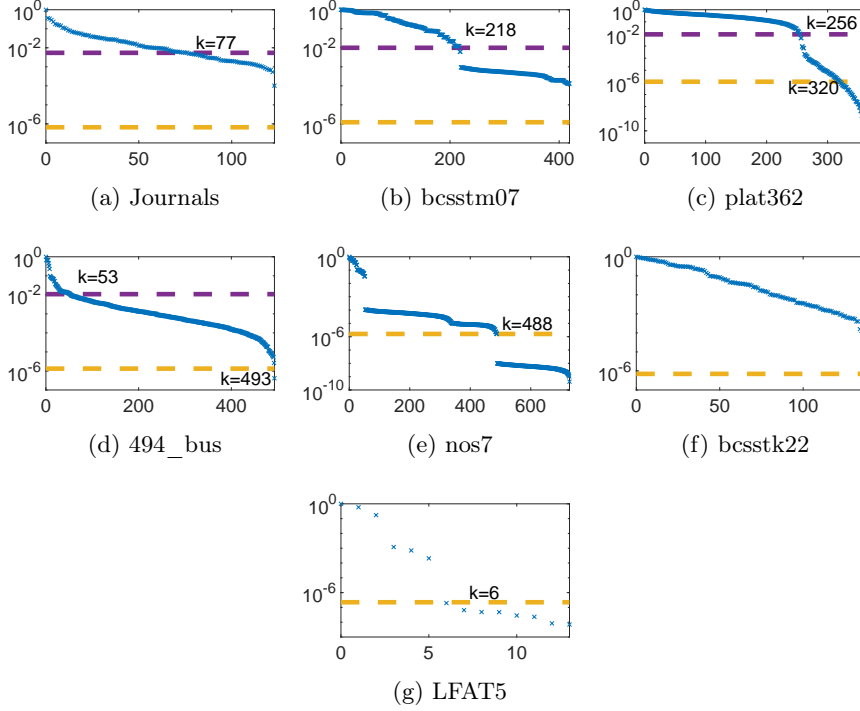 10^0
10^-2
10^-6
k=77
0 50 100
(a) Journals
10^0
10^-2
10^-6
k=218
0 200 400
(b) bcsstm07
10^0
10^-2
10^-6
10^-10
k=256
k=320
0 100 200 300
(c) plat362
10^0
10^-2
10^-6
k=53
k=493
0 200 400
(d) 494_bus
10^0
10^-6
10^-10
k=488
0 200 400 600
(e) nos7
10^0
10^-6
0 50 100
(f) bcsstk22
10^0
10^-6
k=6
0 5 10
(g) LFAT5